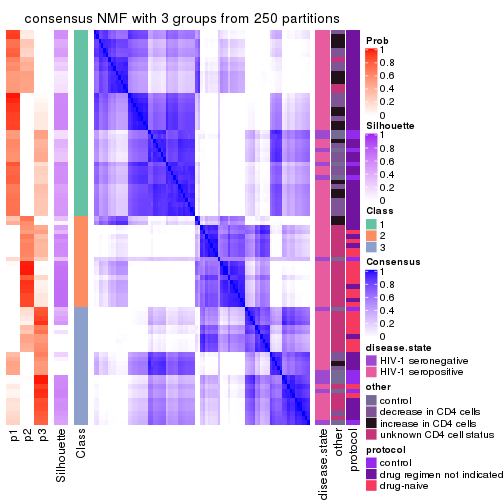 consensus NMF with 3 groups from 250 partitions
Prob
1
0.8
0.6
0.4
0.2
0
Silhouette
1
0.8
0.6
0.4
0.2
0
Class
1
2
3
Consensus
1
0.8
0.6
0.4
0.2
0
disease.state
HIV-1 seronegative
HIV-1 seropositive
other
control
decrease in CD4 cells
increase in CD4 cells
unknown CD4 cell status
protocol
control
drug regimen not indicated
drug-naive
p1
p2
p3
Silhouette
Class
disease.state
other
protocol